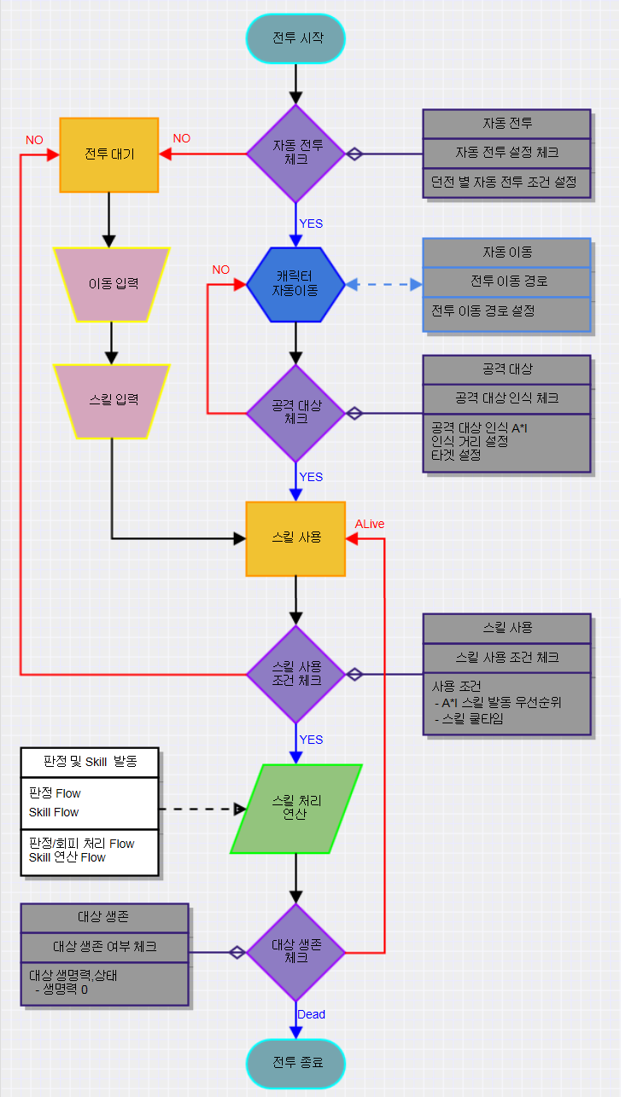 전투 시작
NO
전투 대기
NO
자동 전투
체크
자동 전투
자동 전투 설정 체크
던전 별 자동 전투 조건 설정
YES
이동 입력
NO
캐릭터
자동이동
자동 이동
전투 이동 경로
전투 이동 경로 설정
스킬 입력
공격 대상
체크
공격 대상
공격 대상 인식 체크
공격 대상 인식 A*I
인식 거리 설정
타겟 설정
YES
스킬 사용
ALive
스킬 사용
조건 체크
스킬 사용
스킬 사용 조건 체크
사용 조건
- A*I 스킬 발동 우선순위
- 스킬 쿨타임
YES
판정 및 Skill 발동
판정 Flow
Skill Flow
판정/회피 처리 Flow
Skill 연산 Flow
스킬 처리
연산
대상 생존
대상 생존 여부 체크
대상 생명력,상태
- 생명력 0
대상 생존
체크
Dead
전투 종료